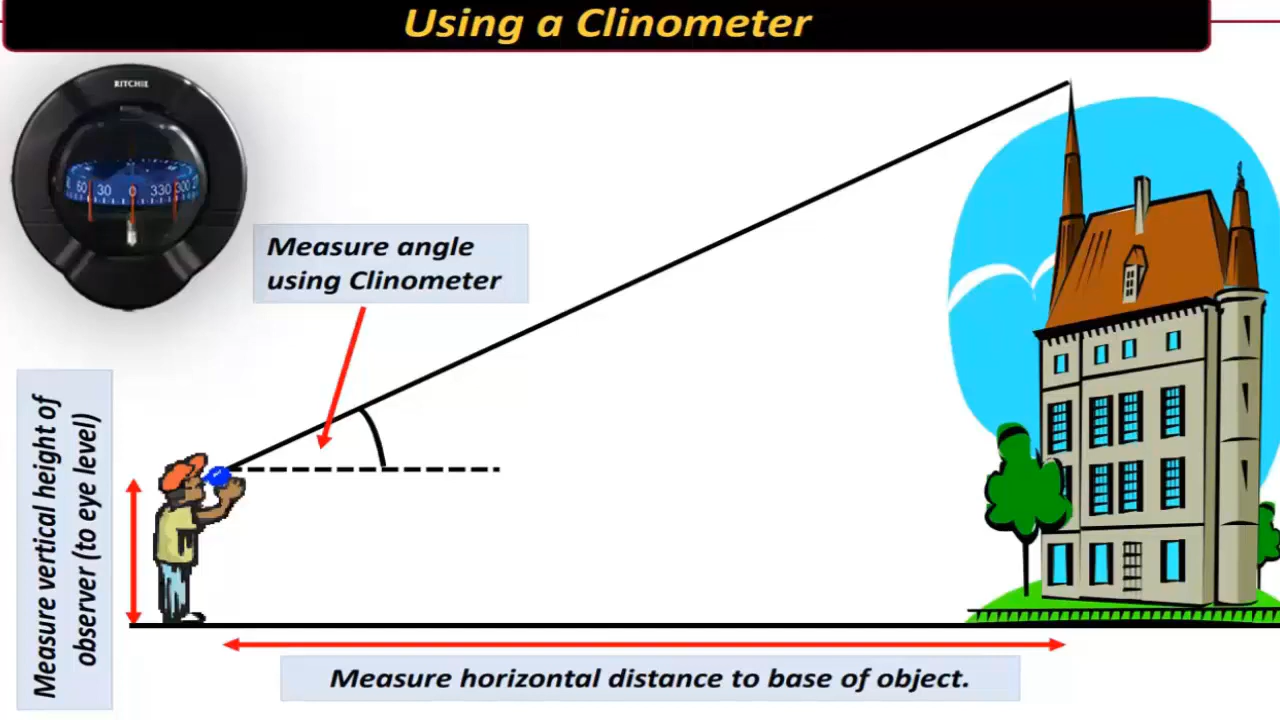 Using a Clinometer
RITCHIE
60 30 0 330 300
Measure angle
using Clinometer
Measure vertical height of
observer (to eye level)
Measure horizontal distance to base of object.